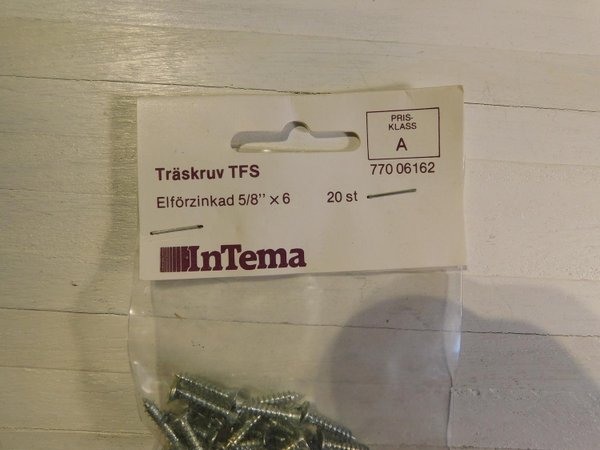 PRIS-
KLASS
A
Träskruv TFS
770 06162
Elförzinkad 5/8’’ × 6 20 st
InTema